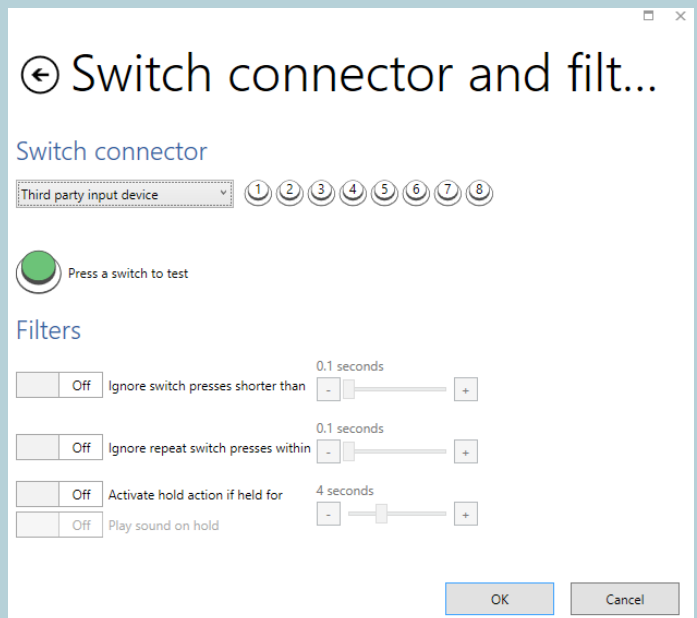 Switch connector and filt...
Switch connector
Third party input device
1 2 3 4 5 6 7 8
Press a switch to test
Filters
0.1 seconds
Off Ignore switch presses shorter than - +
0.1 seconds
Off Ignore repeat switch presses within - +
4 seconds
Off Activate hold action if held for - +
Off Play sound on hold
OK Cancel